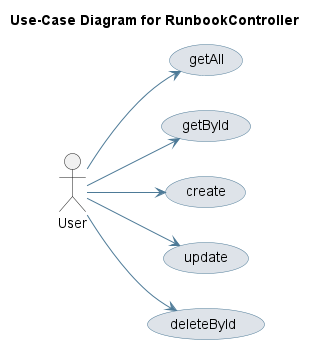 Use-Case Diagram for RunbookController
getAll
getById
create
User
update
deleteById